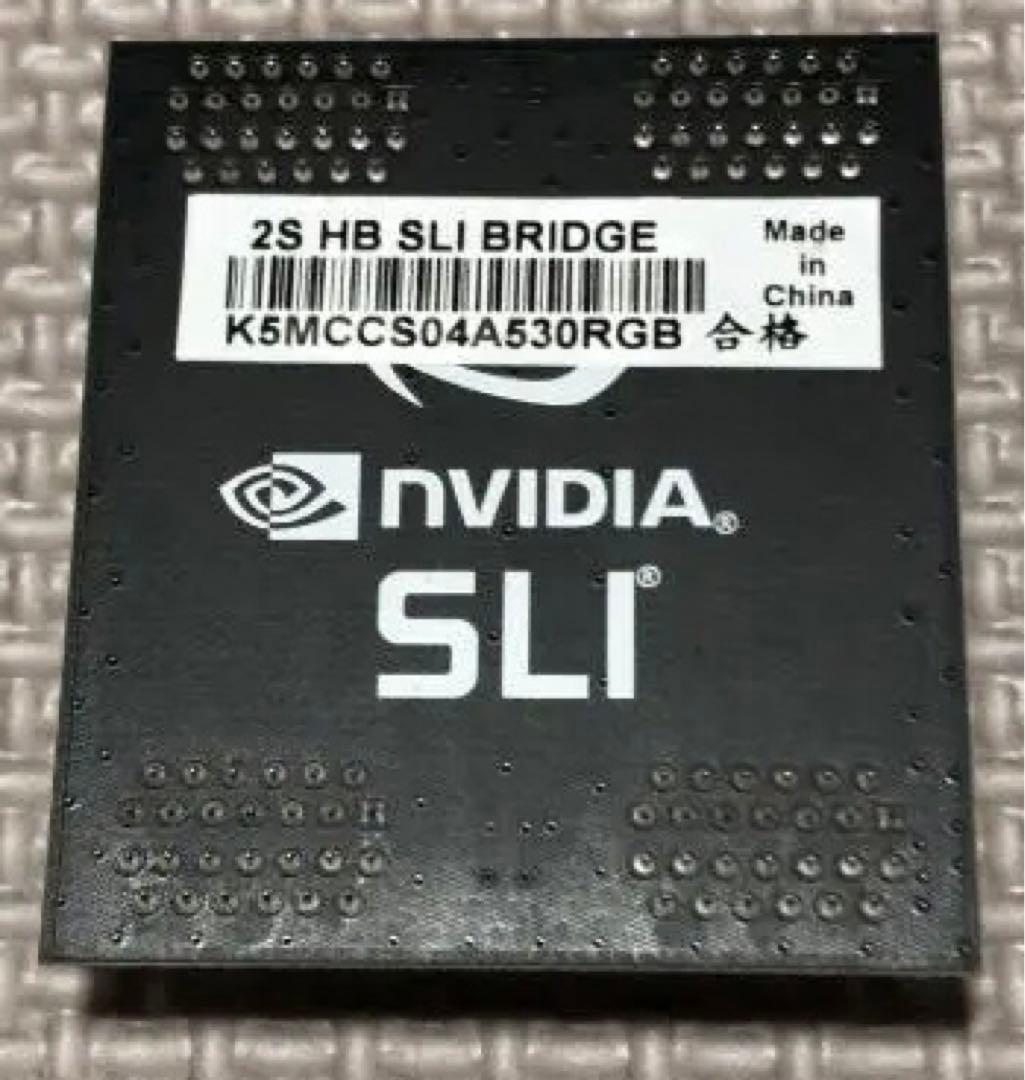 2S HB SLI BRIDGE
Made
in
China
K5MCCS04A530RGB 合格
NVIDIA®
SLI®